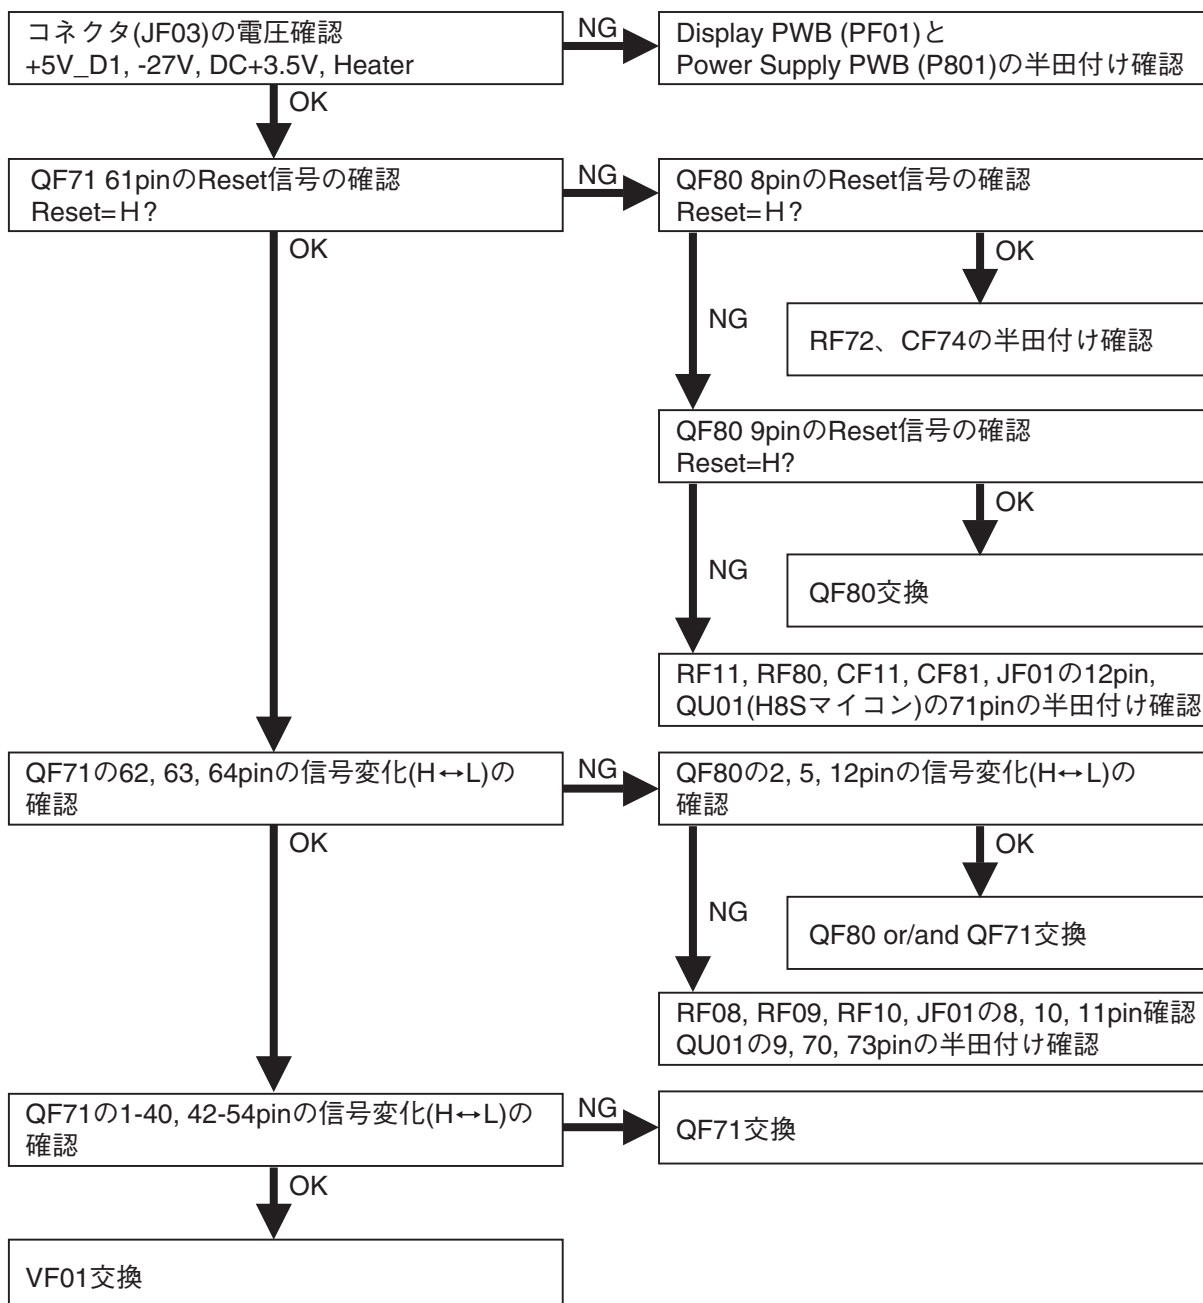 コネクタ(JF03)の電圧確認
+5V_D1, -27V, DC+3.5V, Heater
NG
Display PWB (PF01)と
Power Supply PWB (P801)の半田付け確認
OK
QF71 61pinのReset信号の確認
Reset=Ｈ?
NG
QF80 8pinのReset信号の確認
Reset=H?
OK
OK
NG
RF72、CF74の半田付け確認
QF80 9pinのReset信号の確認
Reset=H?
OK
NG
QF80交換
RF11, RF80, CF11, CF81, JF01の12pin,
QU01(H8Sマイコン)の71pinの半田付け確認
QF71の62, 63, 64pinの信号変化(H↔L)の
確認
NG
QF80の2, 5, 12pinの信号変化(H↔L)の
確認
OK
OK
NG
QF80 or/and QF71交換
RF08, RF09, RF10, JF01の8, 10, 11pin確認
QU01の9, 70, 73pinの半田付け確認
QF71の1-40, 42-54pinの信号変化(H↔L)の
確認
NG
QF71交換
OK
VF01交換